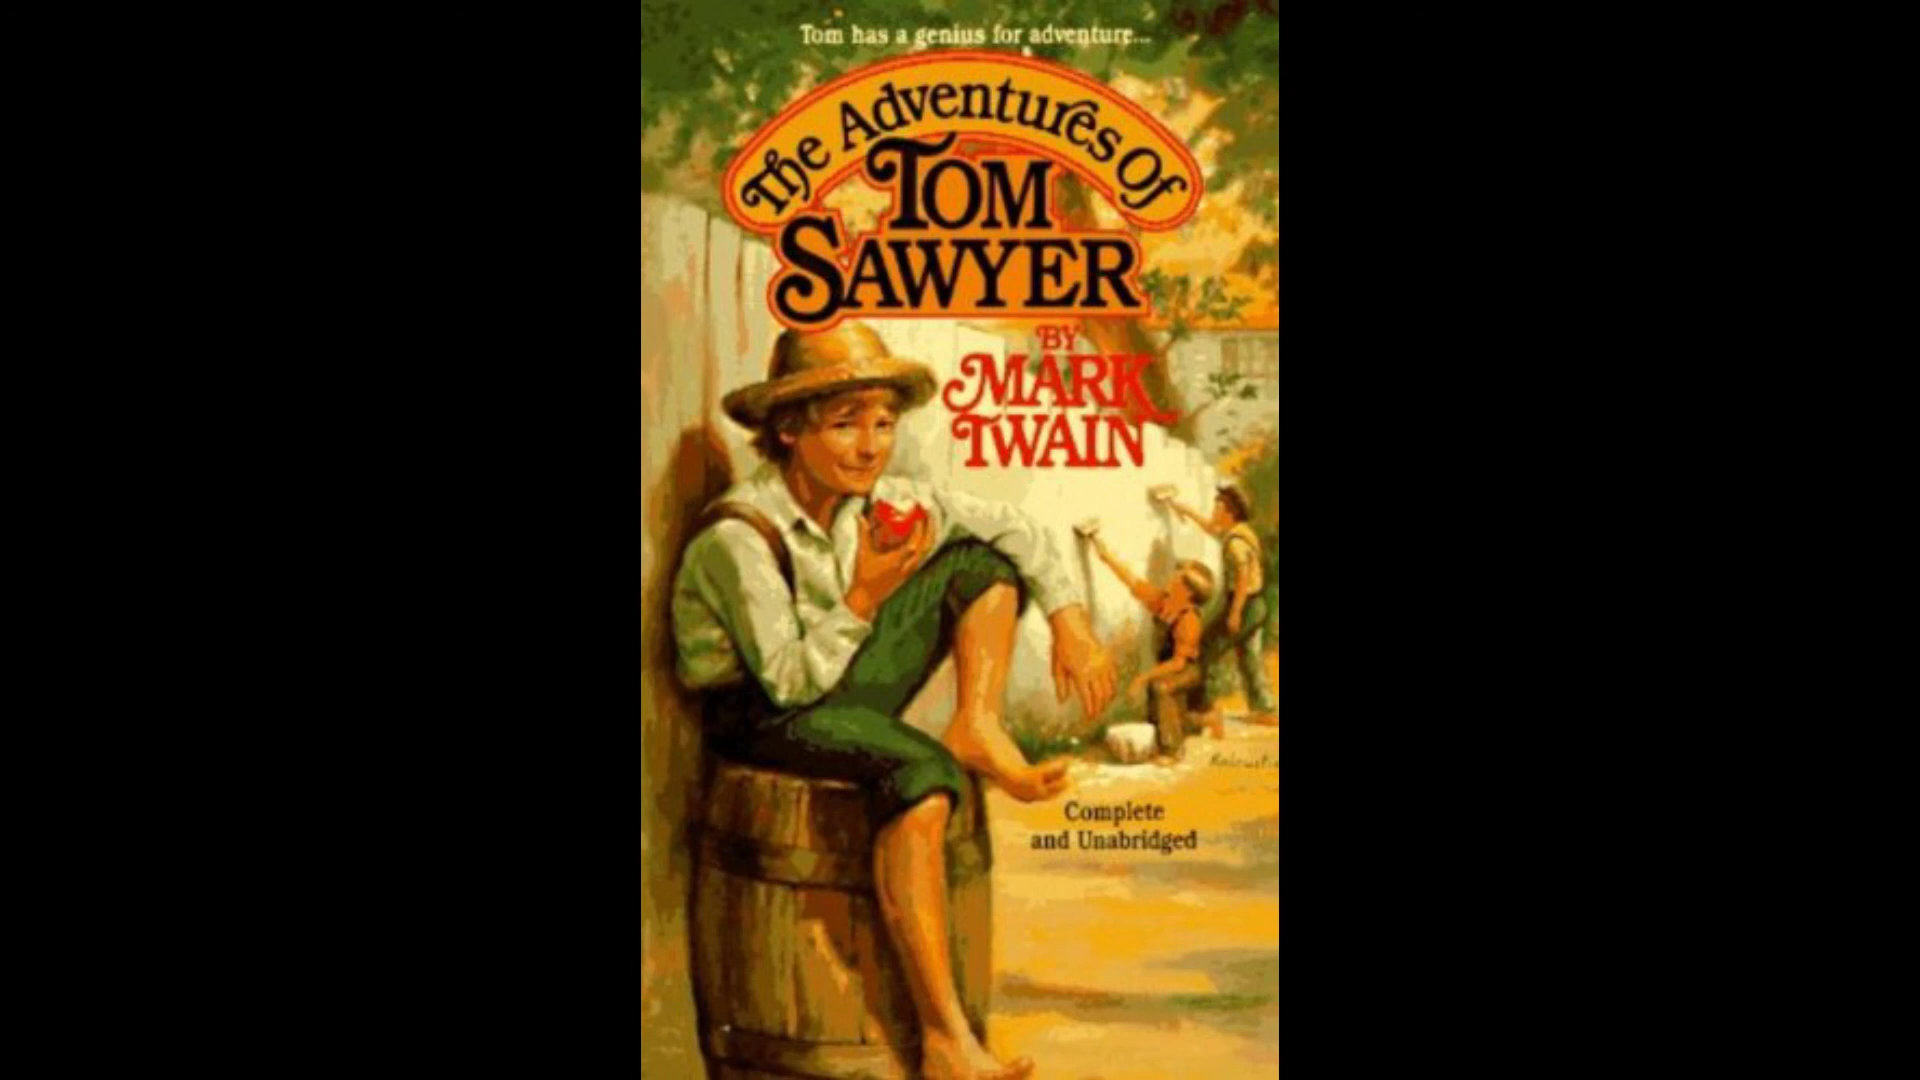 Tom has a genius for adventure...
The Adventures Of
TOM
SAWYER
BY
MARK
TWAIN
Complete
and Unabridged